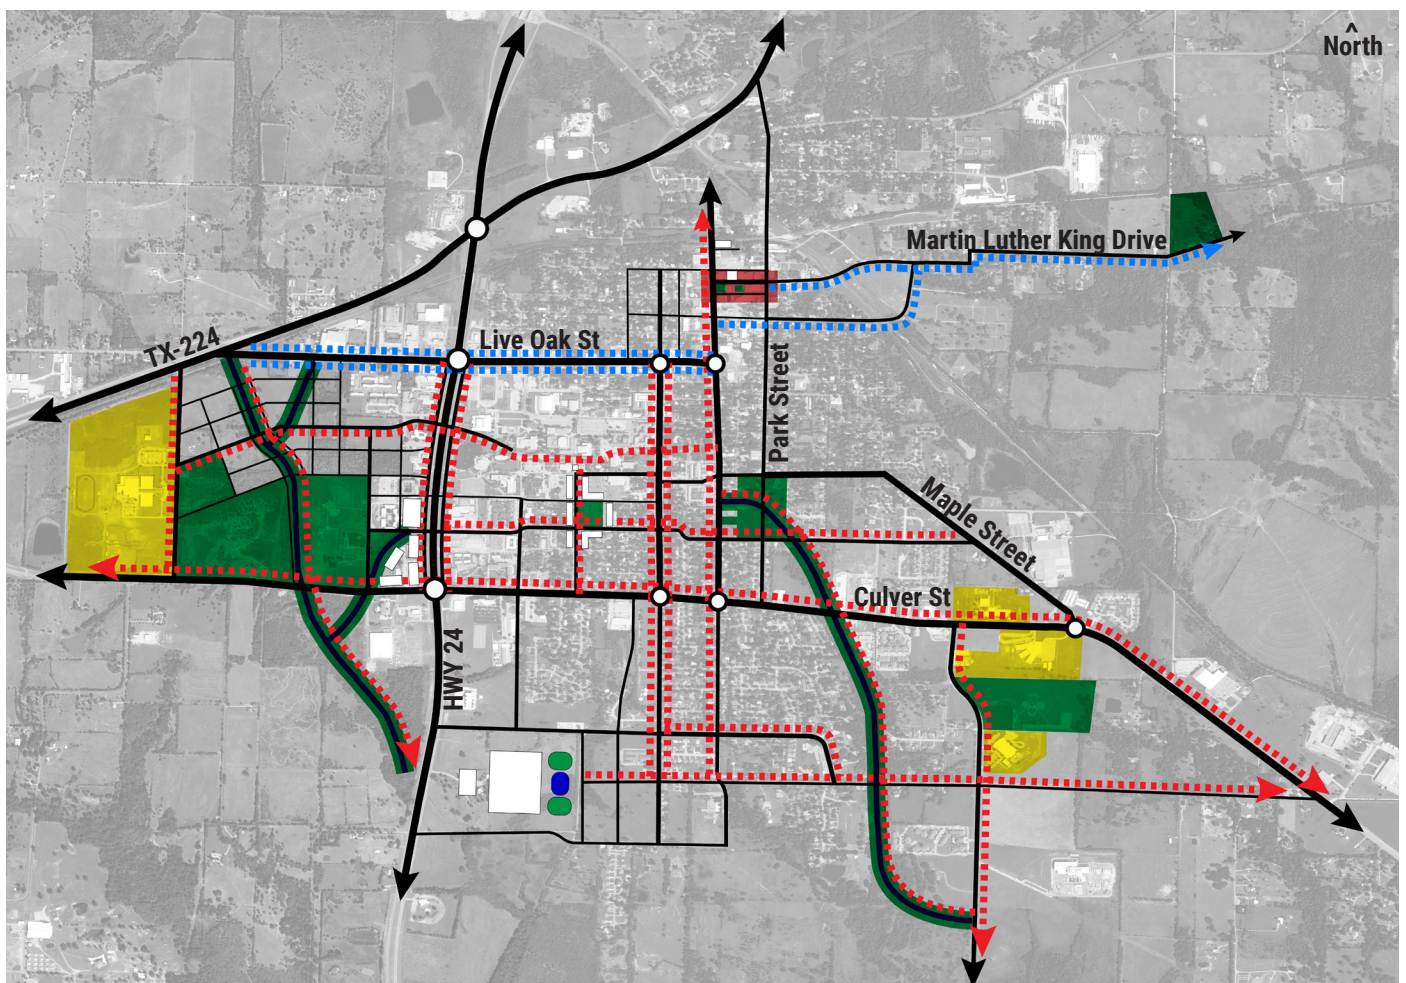 ^
North
Martin Luther King Drive
TX-224
Live Oak St
Park Street
Maple Street
Culver St
HWY 24